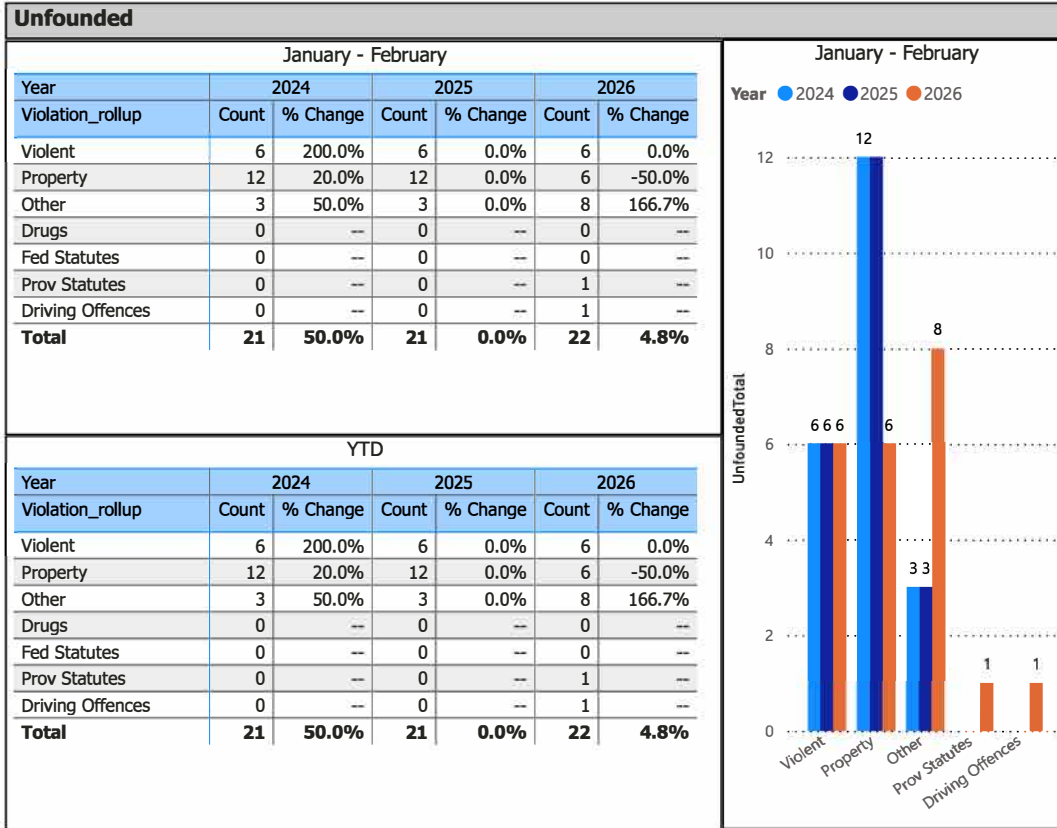 Unfounded
January - February
Year 2024 2025 2026
Violation_rollup Count % Change Count % Change Count % Change
Violent 6 200.0% 6 0.0% 6 0.0%
Property 12 20.0% 12 0.0% 6 -50.0%
Other 3 50.0% 3 0.0% 8 166.7%
Drugs 0 -- 0 -- 0 --
Fed Statutes 0 -- 0 -- 0 --
Prov Statutes 0 -- 0 -- 1 --
Driving Offences 0 -- 0 -- 1 --
Total 21 50.0% 21 0.0% 22 4.8%
YTD
Year 2024 2025 2026
Violation_rollup Count % Change Count % Change Count % Change
Violent 6 200.0% 6 0.0% 6 0.0%
Property 12 20.0% 12 0.0% 6 -50.0%
Other 3 50.0% 3 0.0% 8 166.7%
Drugs 0 -- 0 -- 0 --
Fed Statutes 0 -- 0 -- 0 --
Prov Statutes 0 -- 0 -- 1 --
Driving Offences 0 -- 0 -- 1 --
Total 21 50.0% 21 0.0% 22 4.8%
January - February
Year 2024 2025 2026
UnfoundedTotal
12
10
8
6
4
2
0
6 6 6
12
6
3 3
8
1
1
Violent
Property
Other
Prov Statutes
Driving Offences